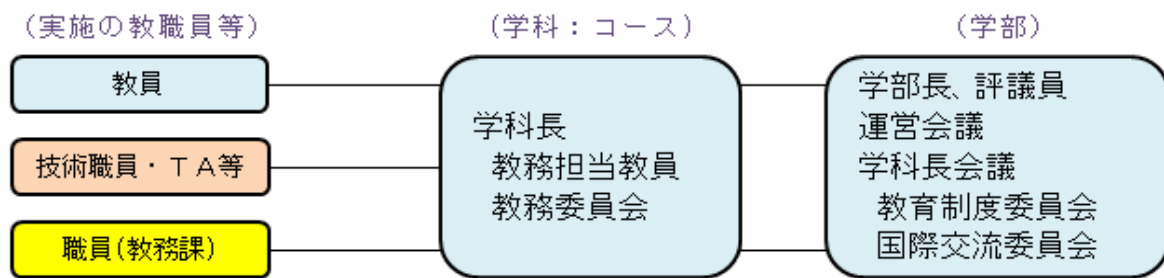 (実施の教職員等)
(学科：コース)
(学部)
教員
技術職員・ＴＡ等
職員(教務課)
学科長
教務担当教員
教務委員会
学部長、評議員
運営会議
学科長会議
教育制度委員会
国際交流委員会